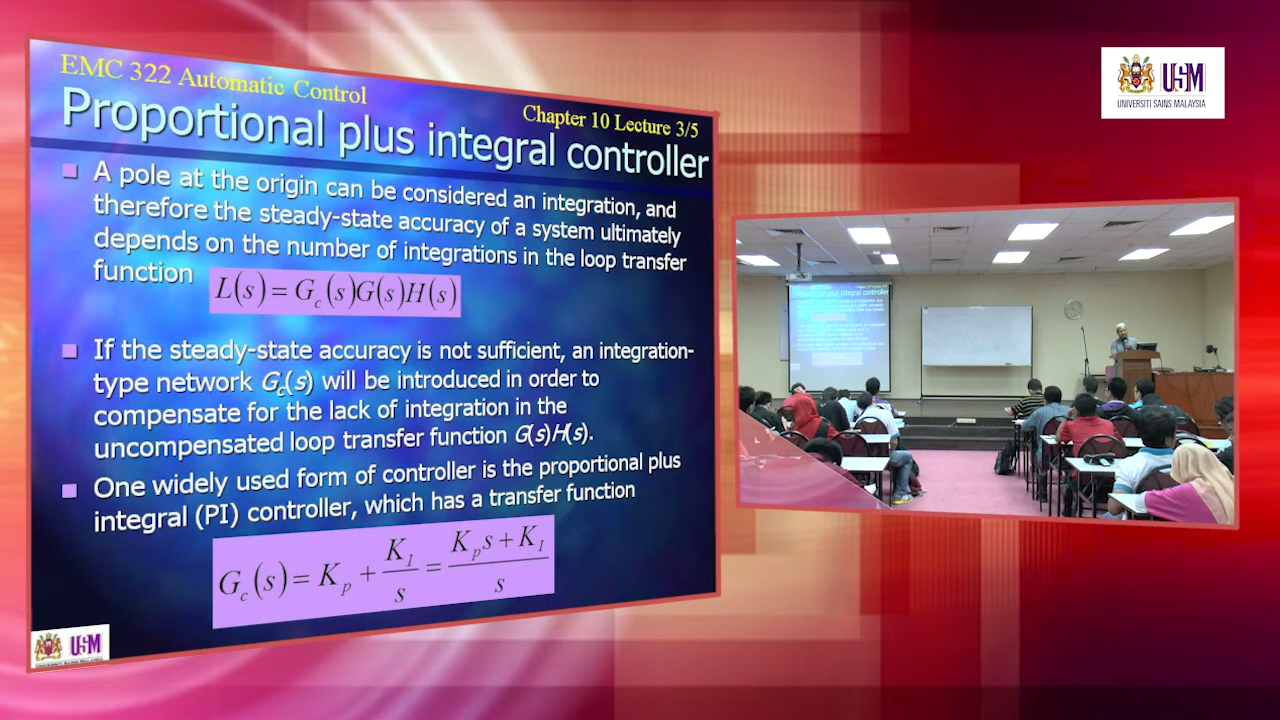 EMC 322 Automatic Control
Chapter 10 Lecture 3/5
Proportional plus integral controller
A pole at the origin can be considered an integration, and
therefore the steady-state accuracy of a system ultimately
depends on the number of integrations in the loop transfer
function L(s) = G_c(s)G(s)H(s)
If the steady-state accuracy is not sufficient, an integration-
type network G_c(s) will be introduced in order to
compensate for the lack of integration in the
uncompensated loop transfer function G(s)H(s).
One widely used form of controller is the proportional plus
integral (PI) controller, which has a transfer function
G_c(s) = K_p + K_I/s = (K_p s + K_I)/s
USM
UNIVERSITI SAINS MALAYSIA
USM
UNIVERSITI SAINS MALAYSIA